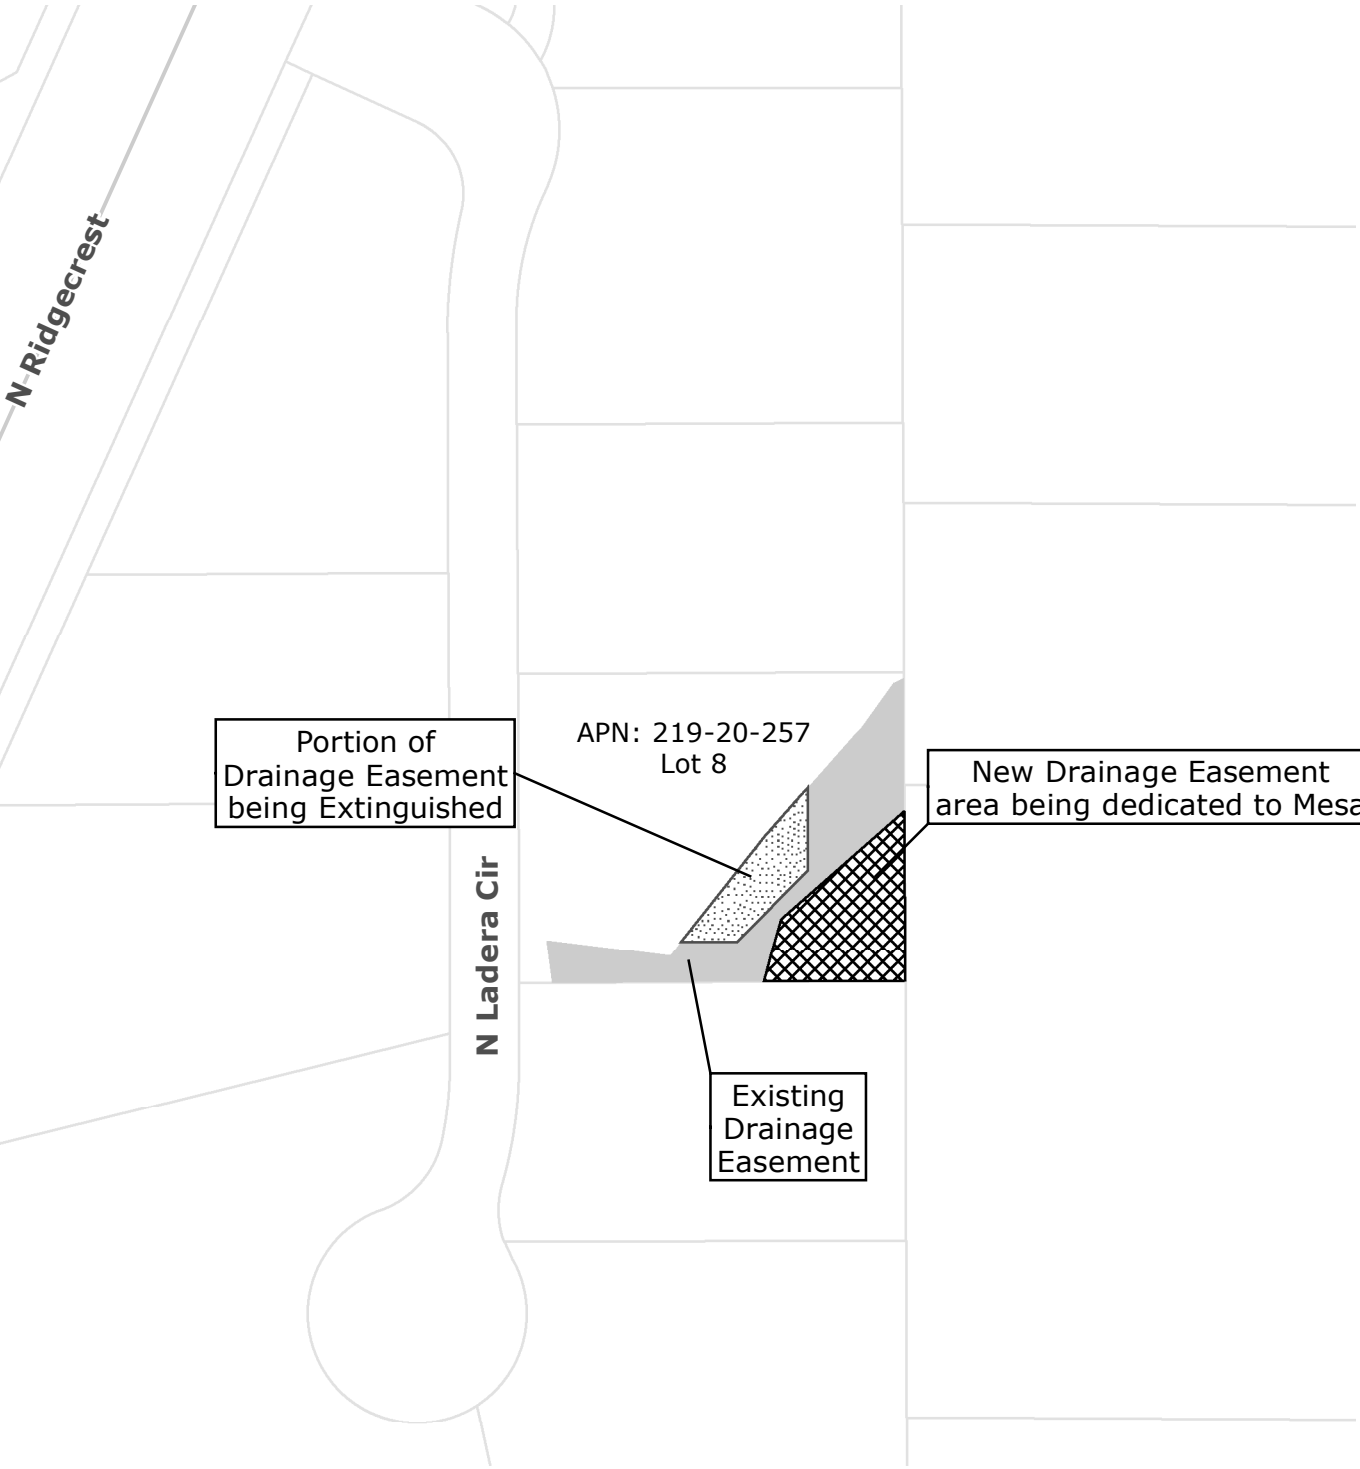 N Ridgecrest
APN: 219-20-257
Lot 8
Portion of
Drainage Easement
being Extinguished
New Drainage Easement
area being dedicated to Mesa
N Ladera Cir
Existing
Drainage
Easement